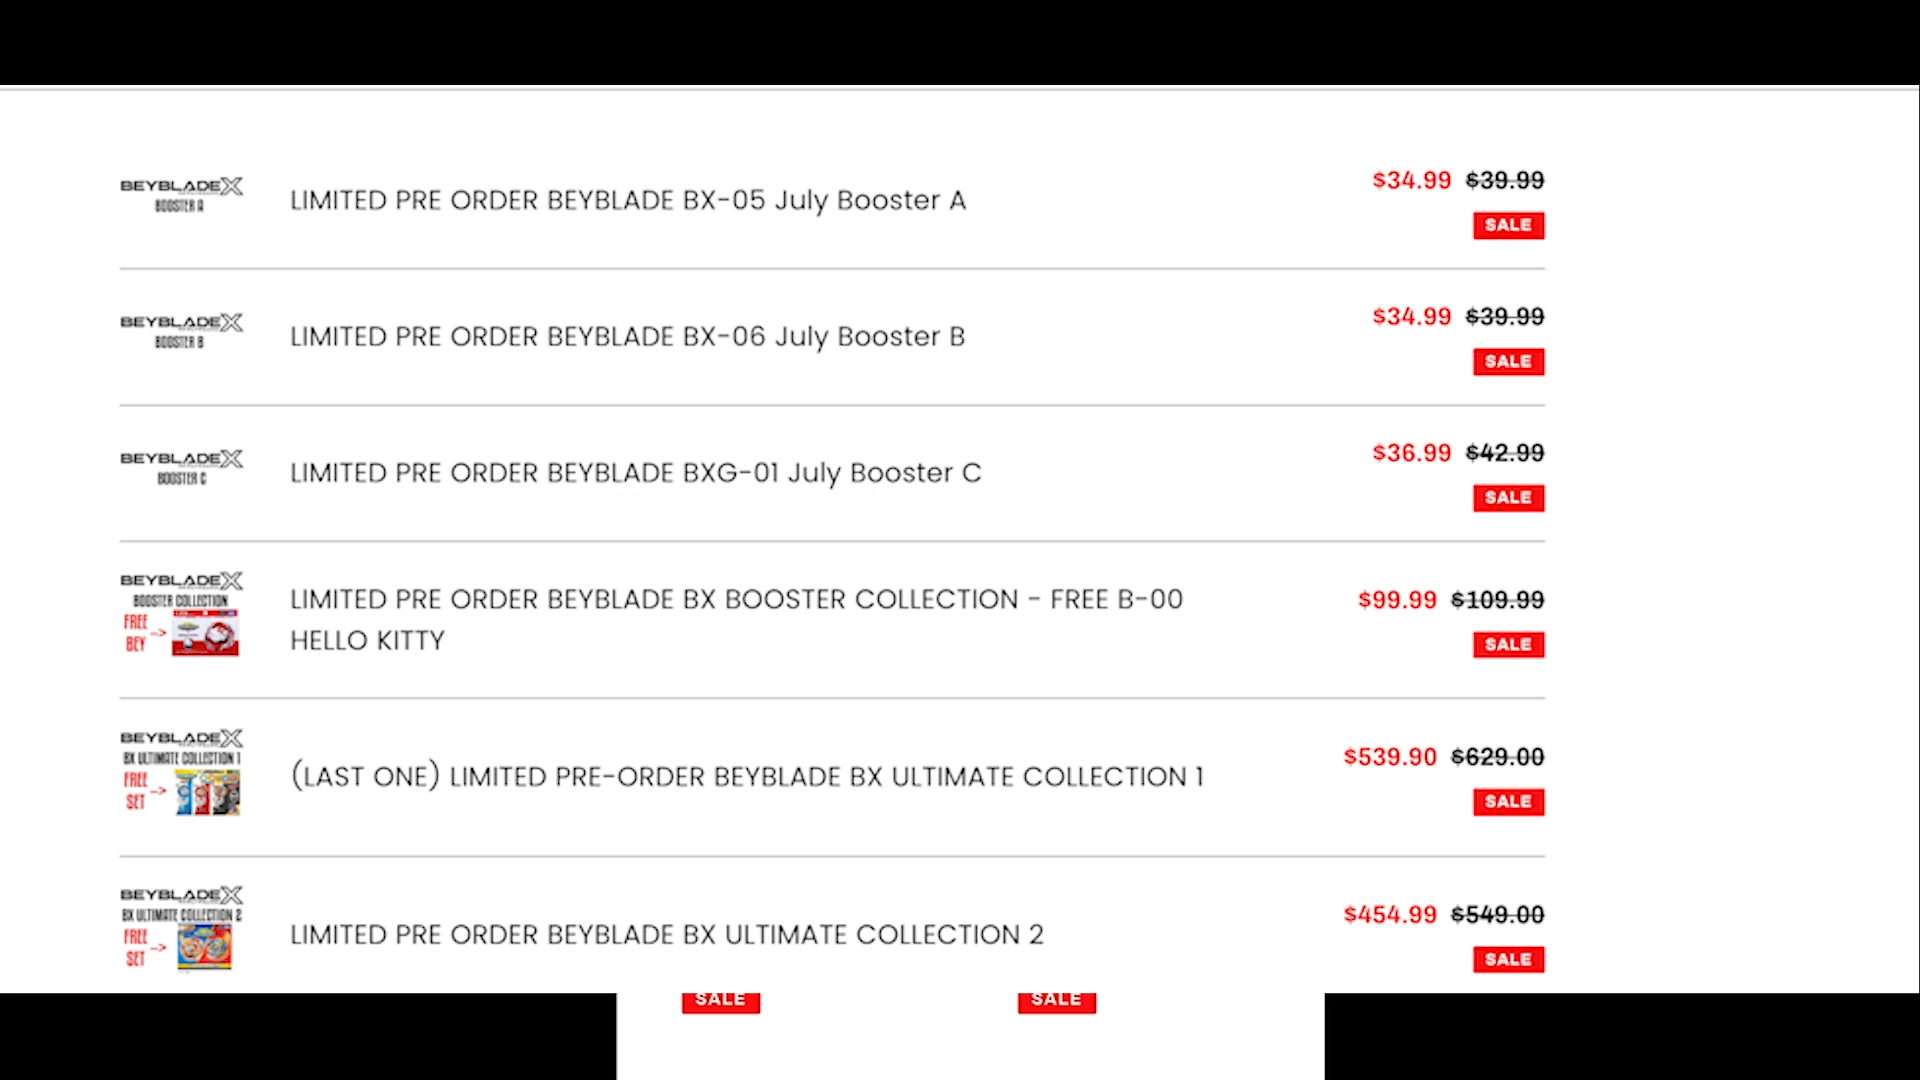 BEYBLADE X
BOOSTER A
LIMITED PRE ORDER BEYBLADE BX-05 July Booster A
$34.99 $39.99
SALE
BEYBLADE X
BOOSTER B
LIMITED PRE ORDER BEYBLADE BX-06 July Booster B
$34.99 $39.99
SALE
BEYBLADE X
BOOSTER C
LIMITED PRE ORDER BEYBLADE BXG-01 July Booster C
$36.99 $42.99
SALE
BEYBLADE X
BOOSTER COLLECTION
FREE
BEY ->
LIMITED PRE ORDER BEYBLADE BX BOOSTER COLLECTION - FREE B-00
HELLO KITTY
$99.99 $109.99
SALE
BEYBLADE X
BX ULTIMATE COLLECTION 1
FREE
SET ->
(LAST ONE) LIMITED PRE-ORDER BEYBLADE BX ULTIMATE COLLECTION 1
$539.90 $629.00
SALE
BEYBLADE X
BX ULTIMATE COLLECTION 2
FREE
SET ->
LIMITED PRE ORDER BEYBLADE BX ULTIMATE COLLECTION 2
$454.99 $549.00
SALE
SALE SALE